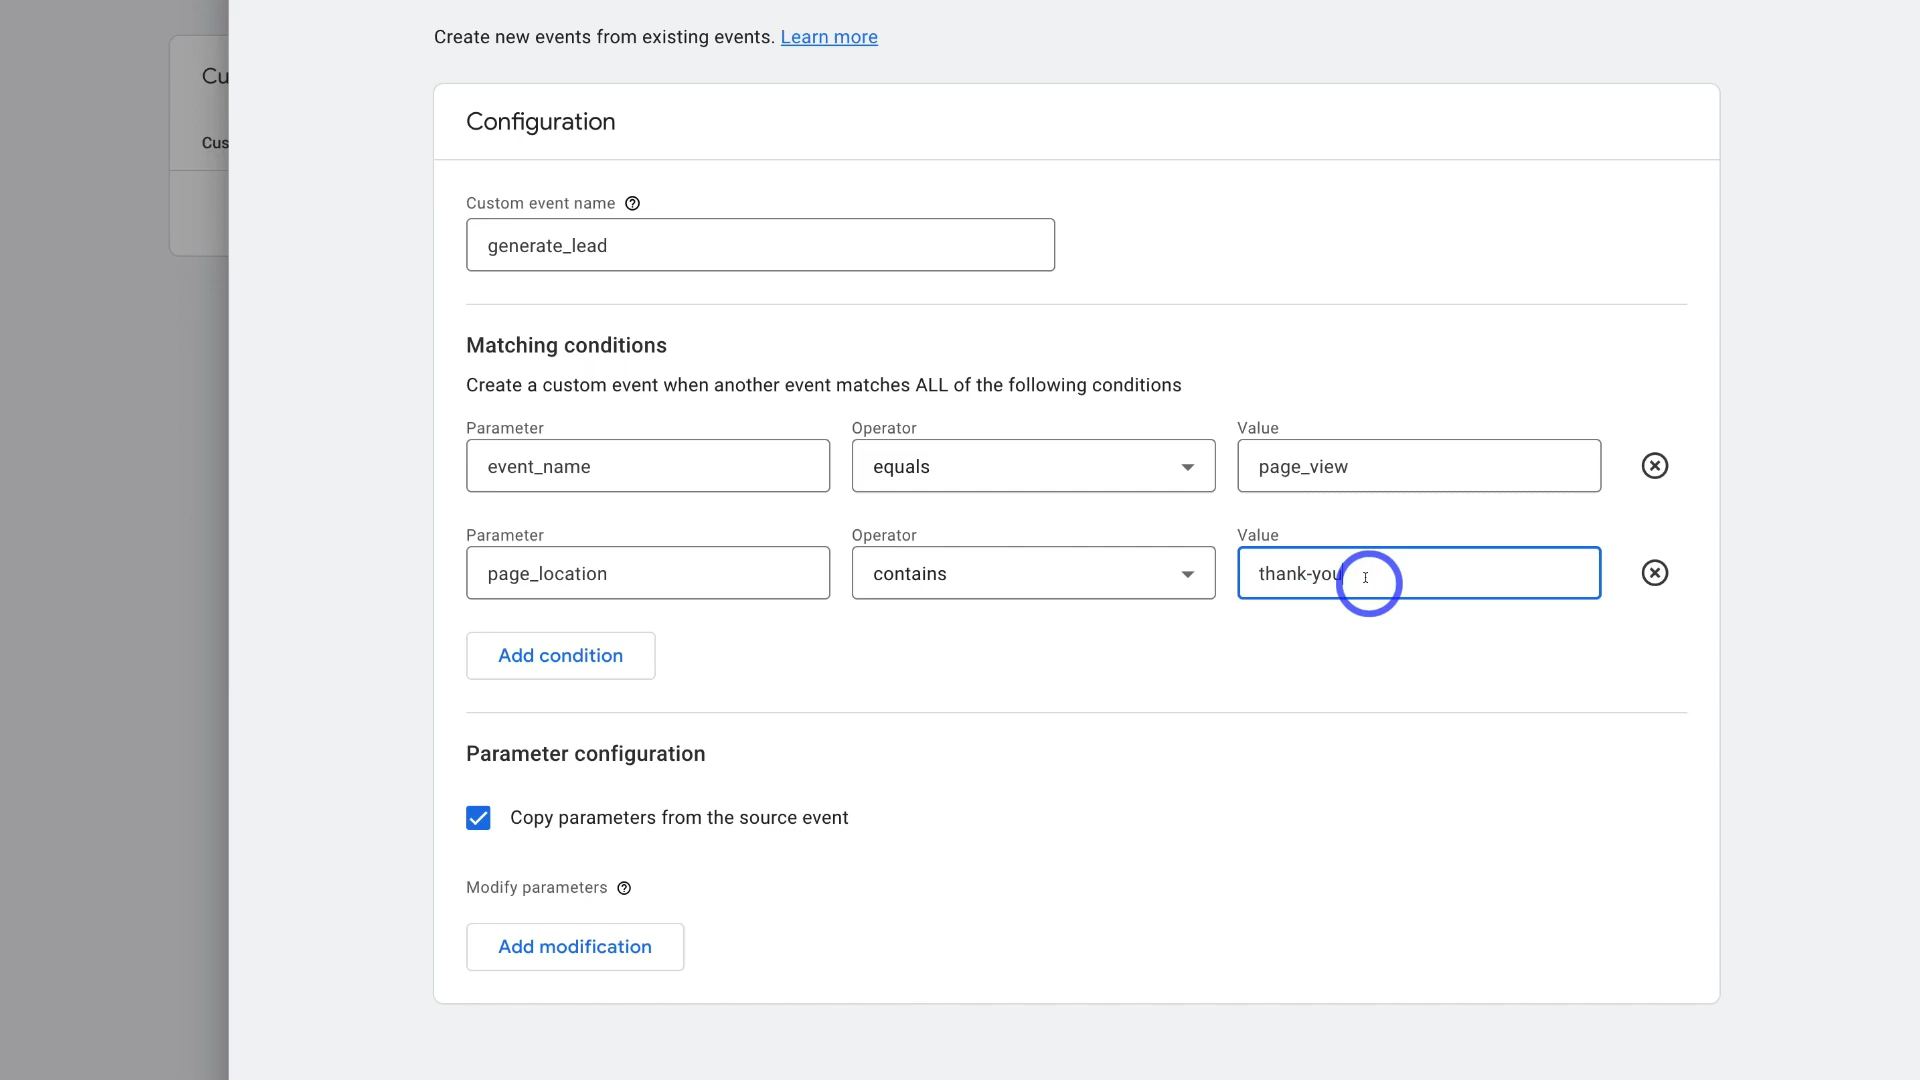 Create new events from existing events. Learn more
Cu
Configuration
Cus
Custom event name
generate_lead
Matching conditions
Create a custom event when another event matches ALL of the following conditions
Parameter Operator Value
event_name equals page_view
Parameter Operator Value
page_location contains thank-you
Add condition
Parameter configuration
Copy parameters from the source event
Modify parameters
Add modification